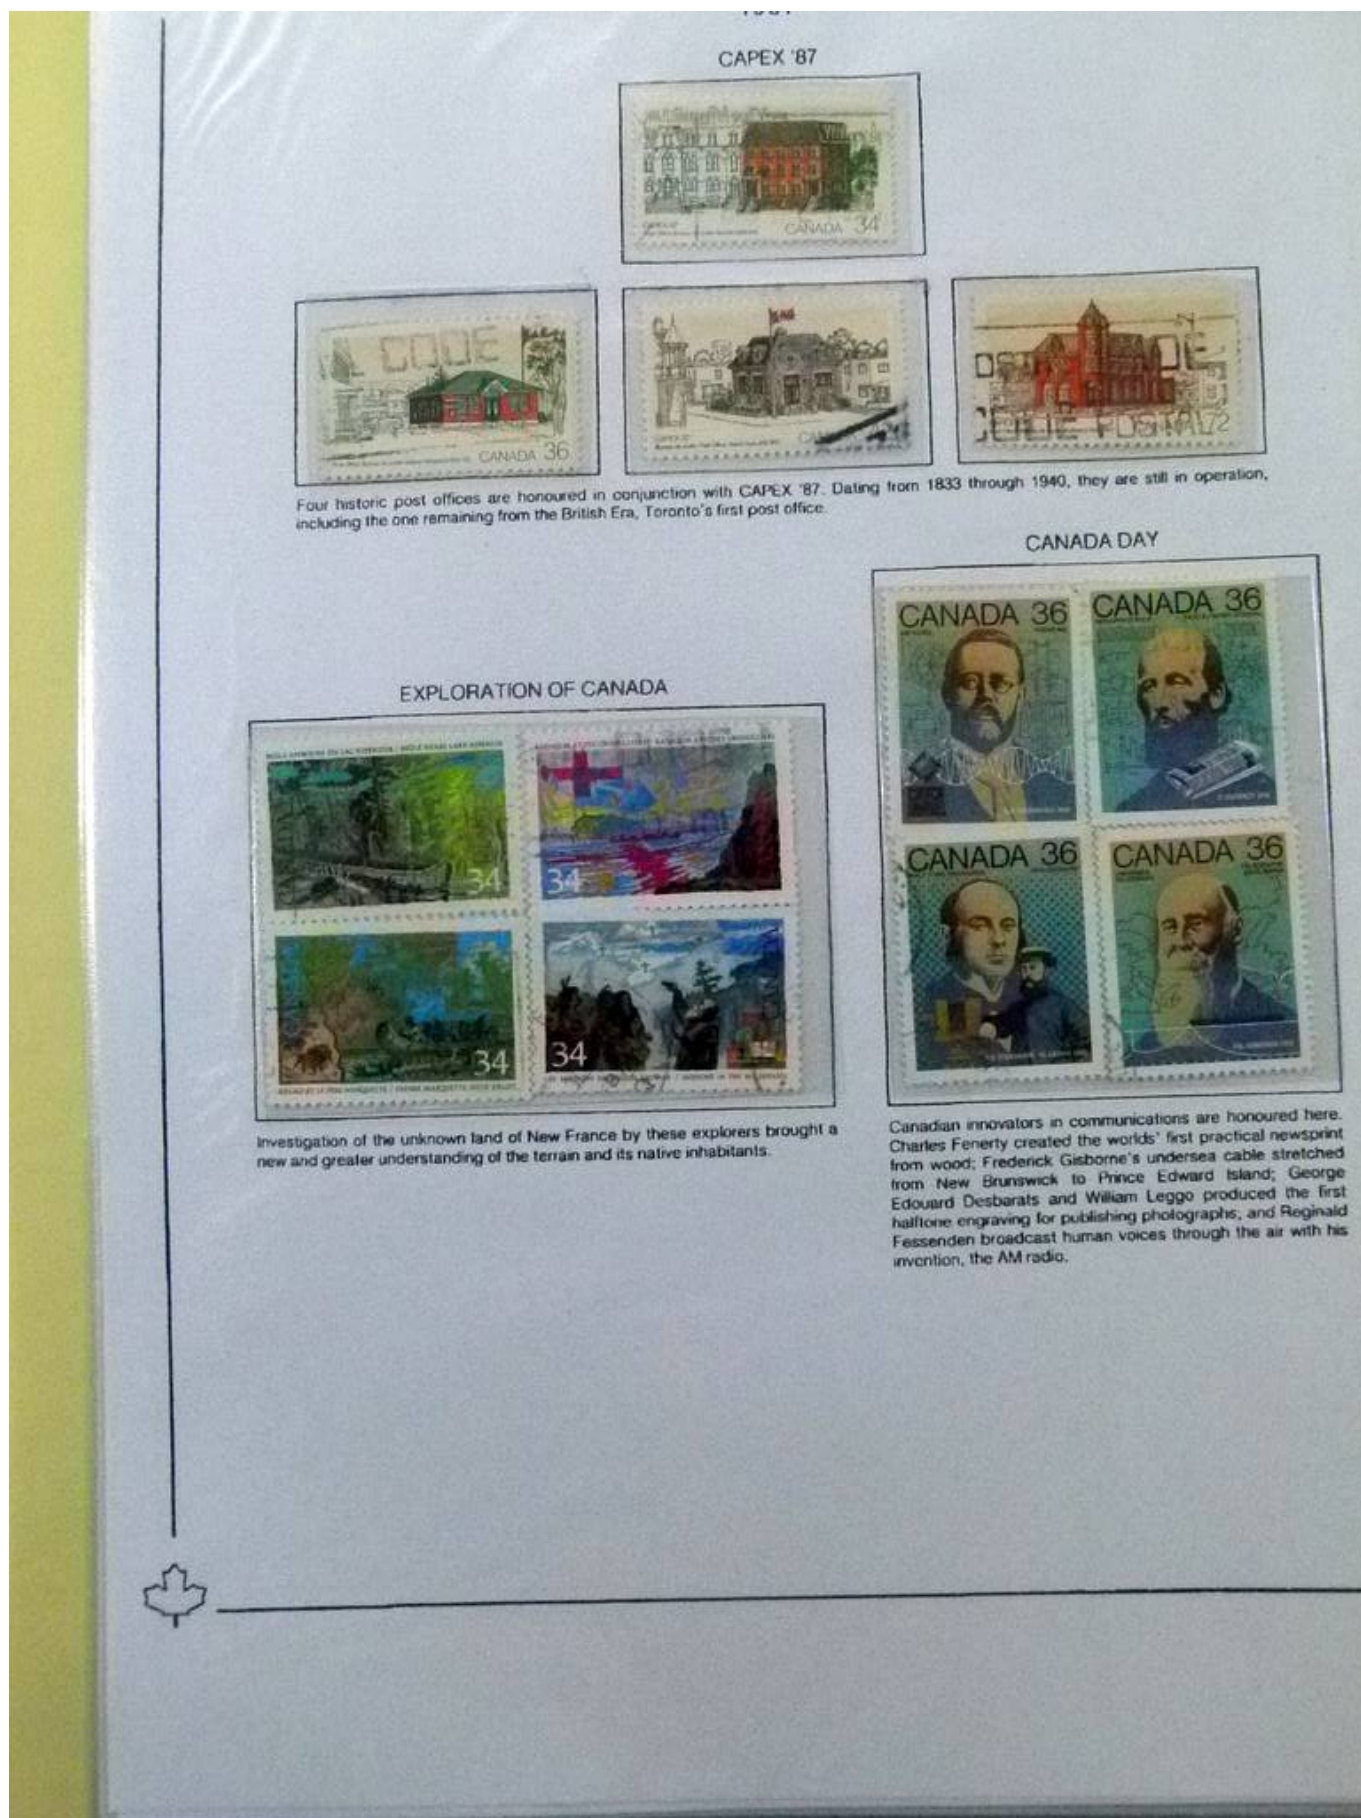 CAPEX '87
CANADA 34
CODE
CANADA 36
CODE POSTAL
72
Four historic post offices are honoured in conjunction with CAPEX '87. Dating from 1833 through 1940, they are still in operation,
including the one remaining from the British Era, Toronto's first post office.
CANADA DAY
CANADA 36
CANADA 36
CANADA 36
CANADA 36
EXPLORATION OF CANADA
34
34
34
34
Investigation of the unknown land of New France by these explorers brought a
new and greater understanding of the terrain and its native inhabitants.
Canadian innovators in communications are honoured here.
Charles Fenerty created the worlds' first practical newsprint
from wood; Frederick Gisborne's undersea cable stretched
from New Brunswick to Prince Edward Island; George
Edouard Desbarats and William Leggo produced the first
halftone engraving for publishing photographs; and Reginald
Fessenden broadcast human voices through the air with his
invention, the AM radio.